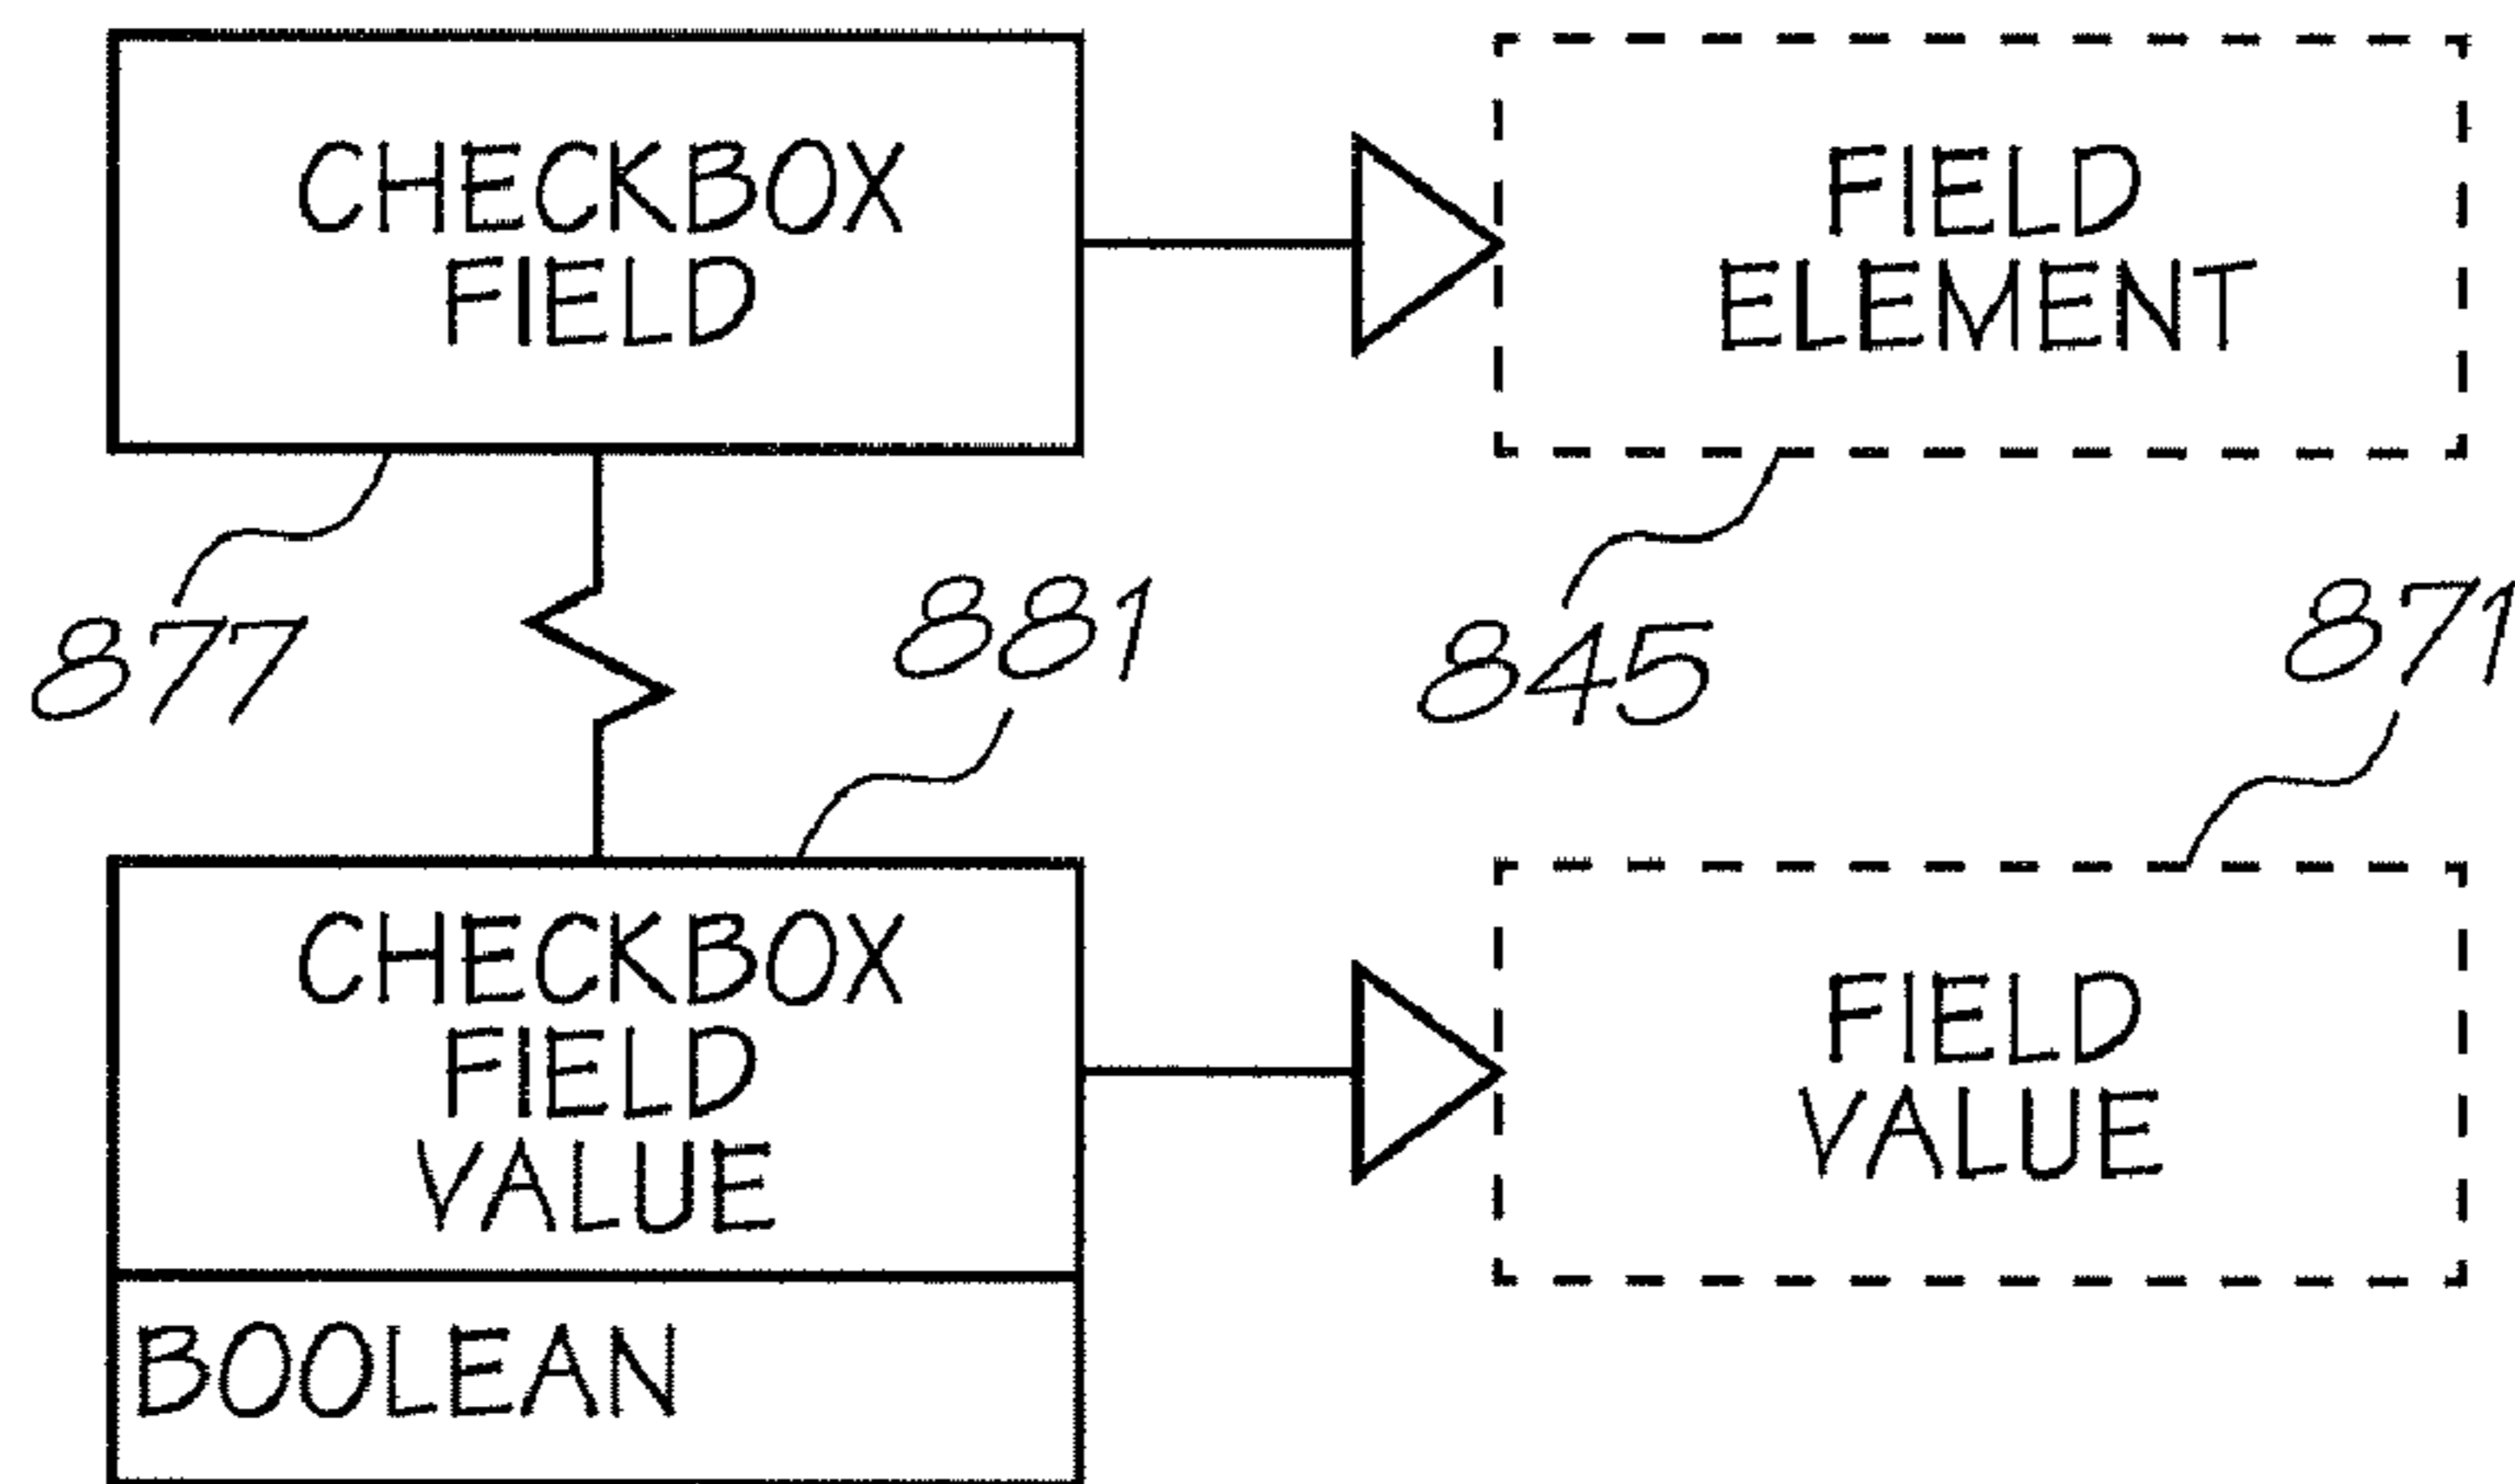 CHECKBOX
FIELD
FIELD
ELEMENT
877
881
845
871
CHECKBOX
FIELD
VALUE
FIELD
VALUE
BOOLEAN